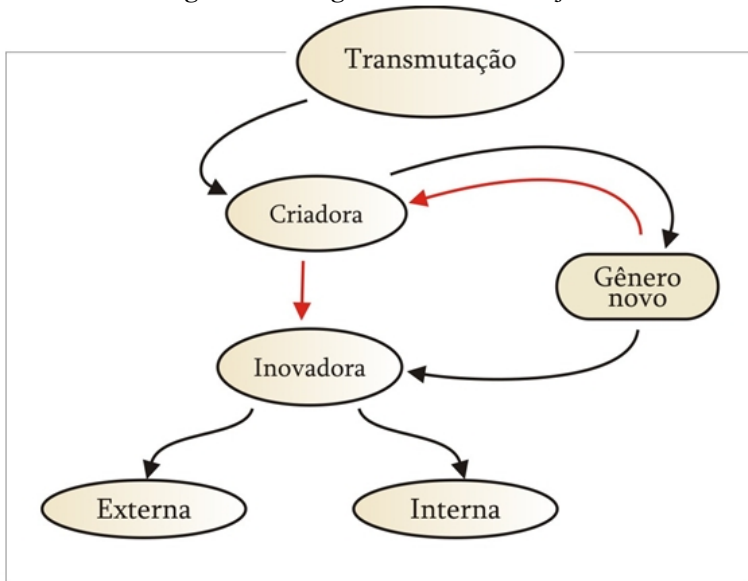 Transmutação
Criadora
Gênero
novo
Inovadora
Externa
Interna